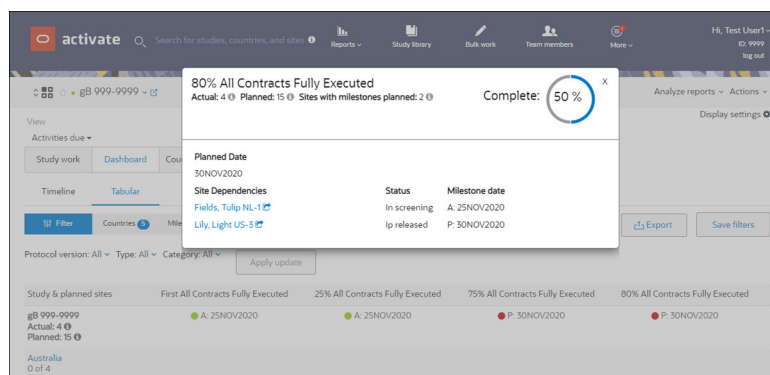 activate
Search for studies, countries, and sites
Reports
Study library
Bulk work
Team members
More
Hi, Test User1
ID: 9999
log out
gB 999-9999
Analyze reports
Actions
View
Display settings
Activities due
Study work
Dashboard
Cou
Timeline
Tabular
Filter
Countries 5
Mile
Export
Save filters
80% All Contracts Fully Executed
X
Actual: 4 Planned: 15 Sites with milestones planned: 2
Complete: 50 %
Planned Date
30NOV2020
Site Dependencies Status Milestone date
Fields, Tulip NL-1 In screening A: 25NOV2020
Lily, Light US-3 Ip released P: 30NOV2020
Protocol version: All Type: All Category: All
Apply update
Study & planned sites First All Contracts Fully Executed 25% All Contracts Fully Executed 75% All Contracts Fully Executed 80% All Contracts Fully Executed
gB 999-9999 A: 25NOV2020 A: 25NOV2020 P: 30NOV2020 P: 30NOV2020
Actual: 4
Planned: 15
Australia
0 of 4